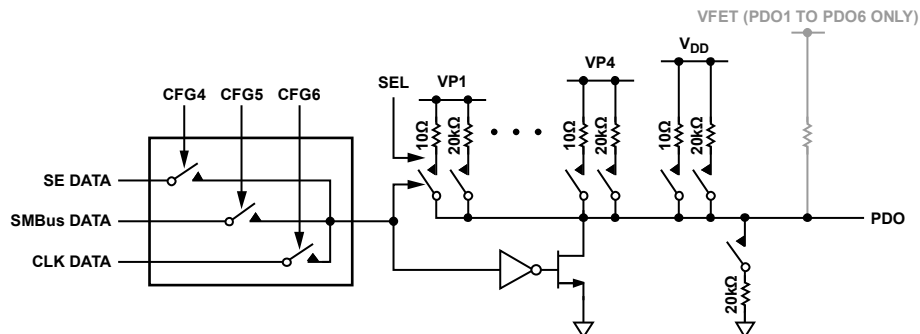 VFET (PDO1 TO PDO6 ONLY)
VDD
VP4
SEL
VP1
CFG4
CFG5
CFG6
10Ω
20kΩ
10Ω
20kΩ
10Ω
20kΩ
SE DATA
SMBus DATA
PDO
CLK DATA
20kΩ